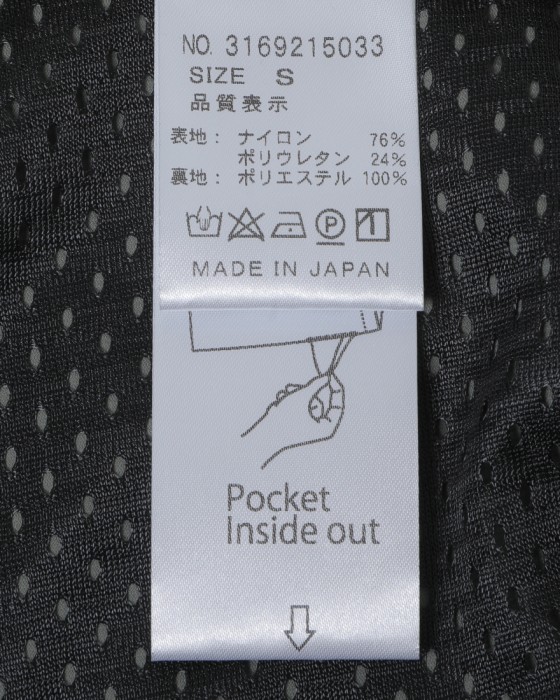 NO. 3169215033
SIZE S
品質表示
表地： ナイロン 76%
ポリウレタン 24%
裏地： ポリエステル 100%
P
MADE IN JAPAN
Pocket
Inside out